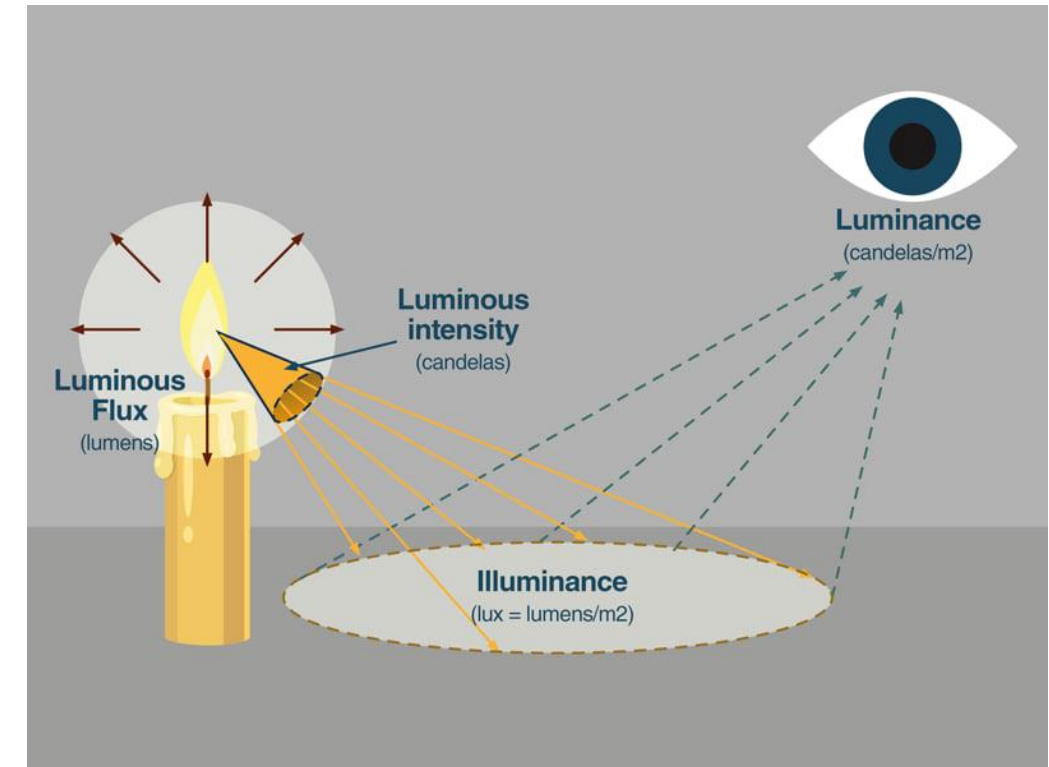 Luminance
(candelas/m2)
Luminous
intensity
(candelas)
Luminous
Flux
(lumens)
Illuminance
(lux = lumens/m2)